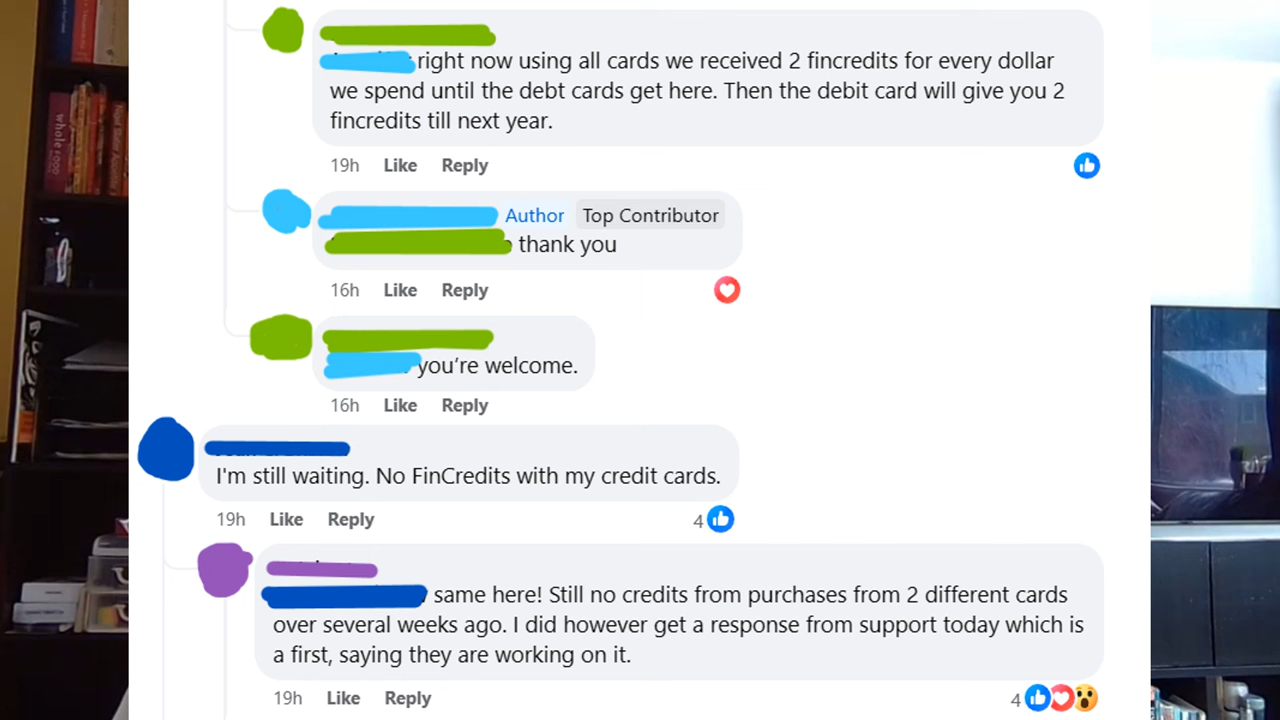 right now using all cards we received 2 fincredits for every dollar
we spend until the debt cards get here. Then the debit card will give you 2
fincredits till next year.
19h Like Reply
Author Top Contributor
thank you
16h Like Reply
you're welcome.
16h Like Reply
I'm still waiting. No FinCredits with my credit cards.
19h Like Reply 4
same here! Still no credits from purchases from 2 different cards
over several weeks ago. I did however get a response from support today which is
a first, saying they are working on it.
19h Like Reply 4
whole FOOD